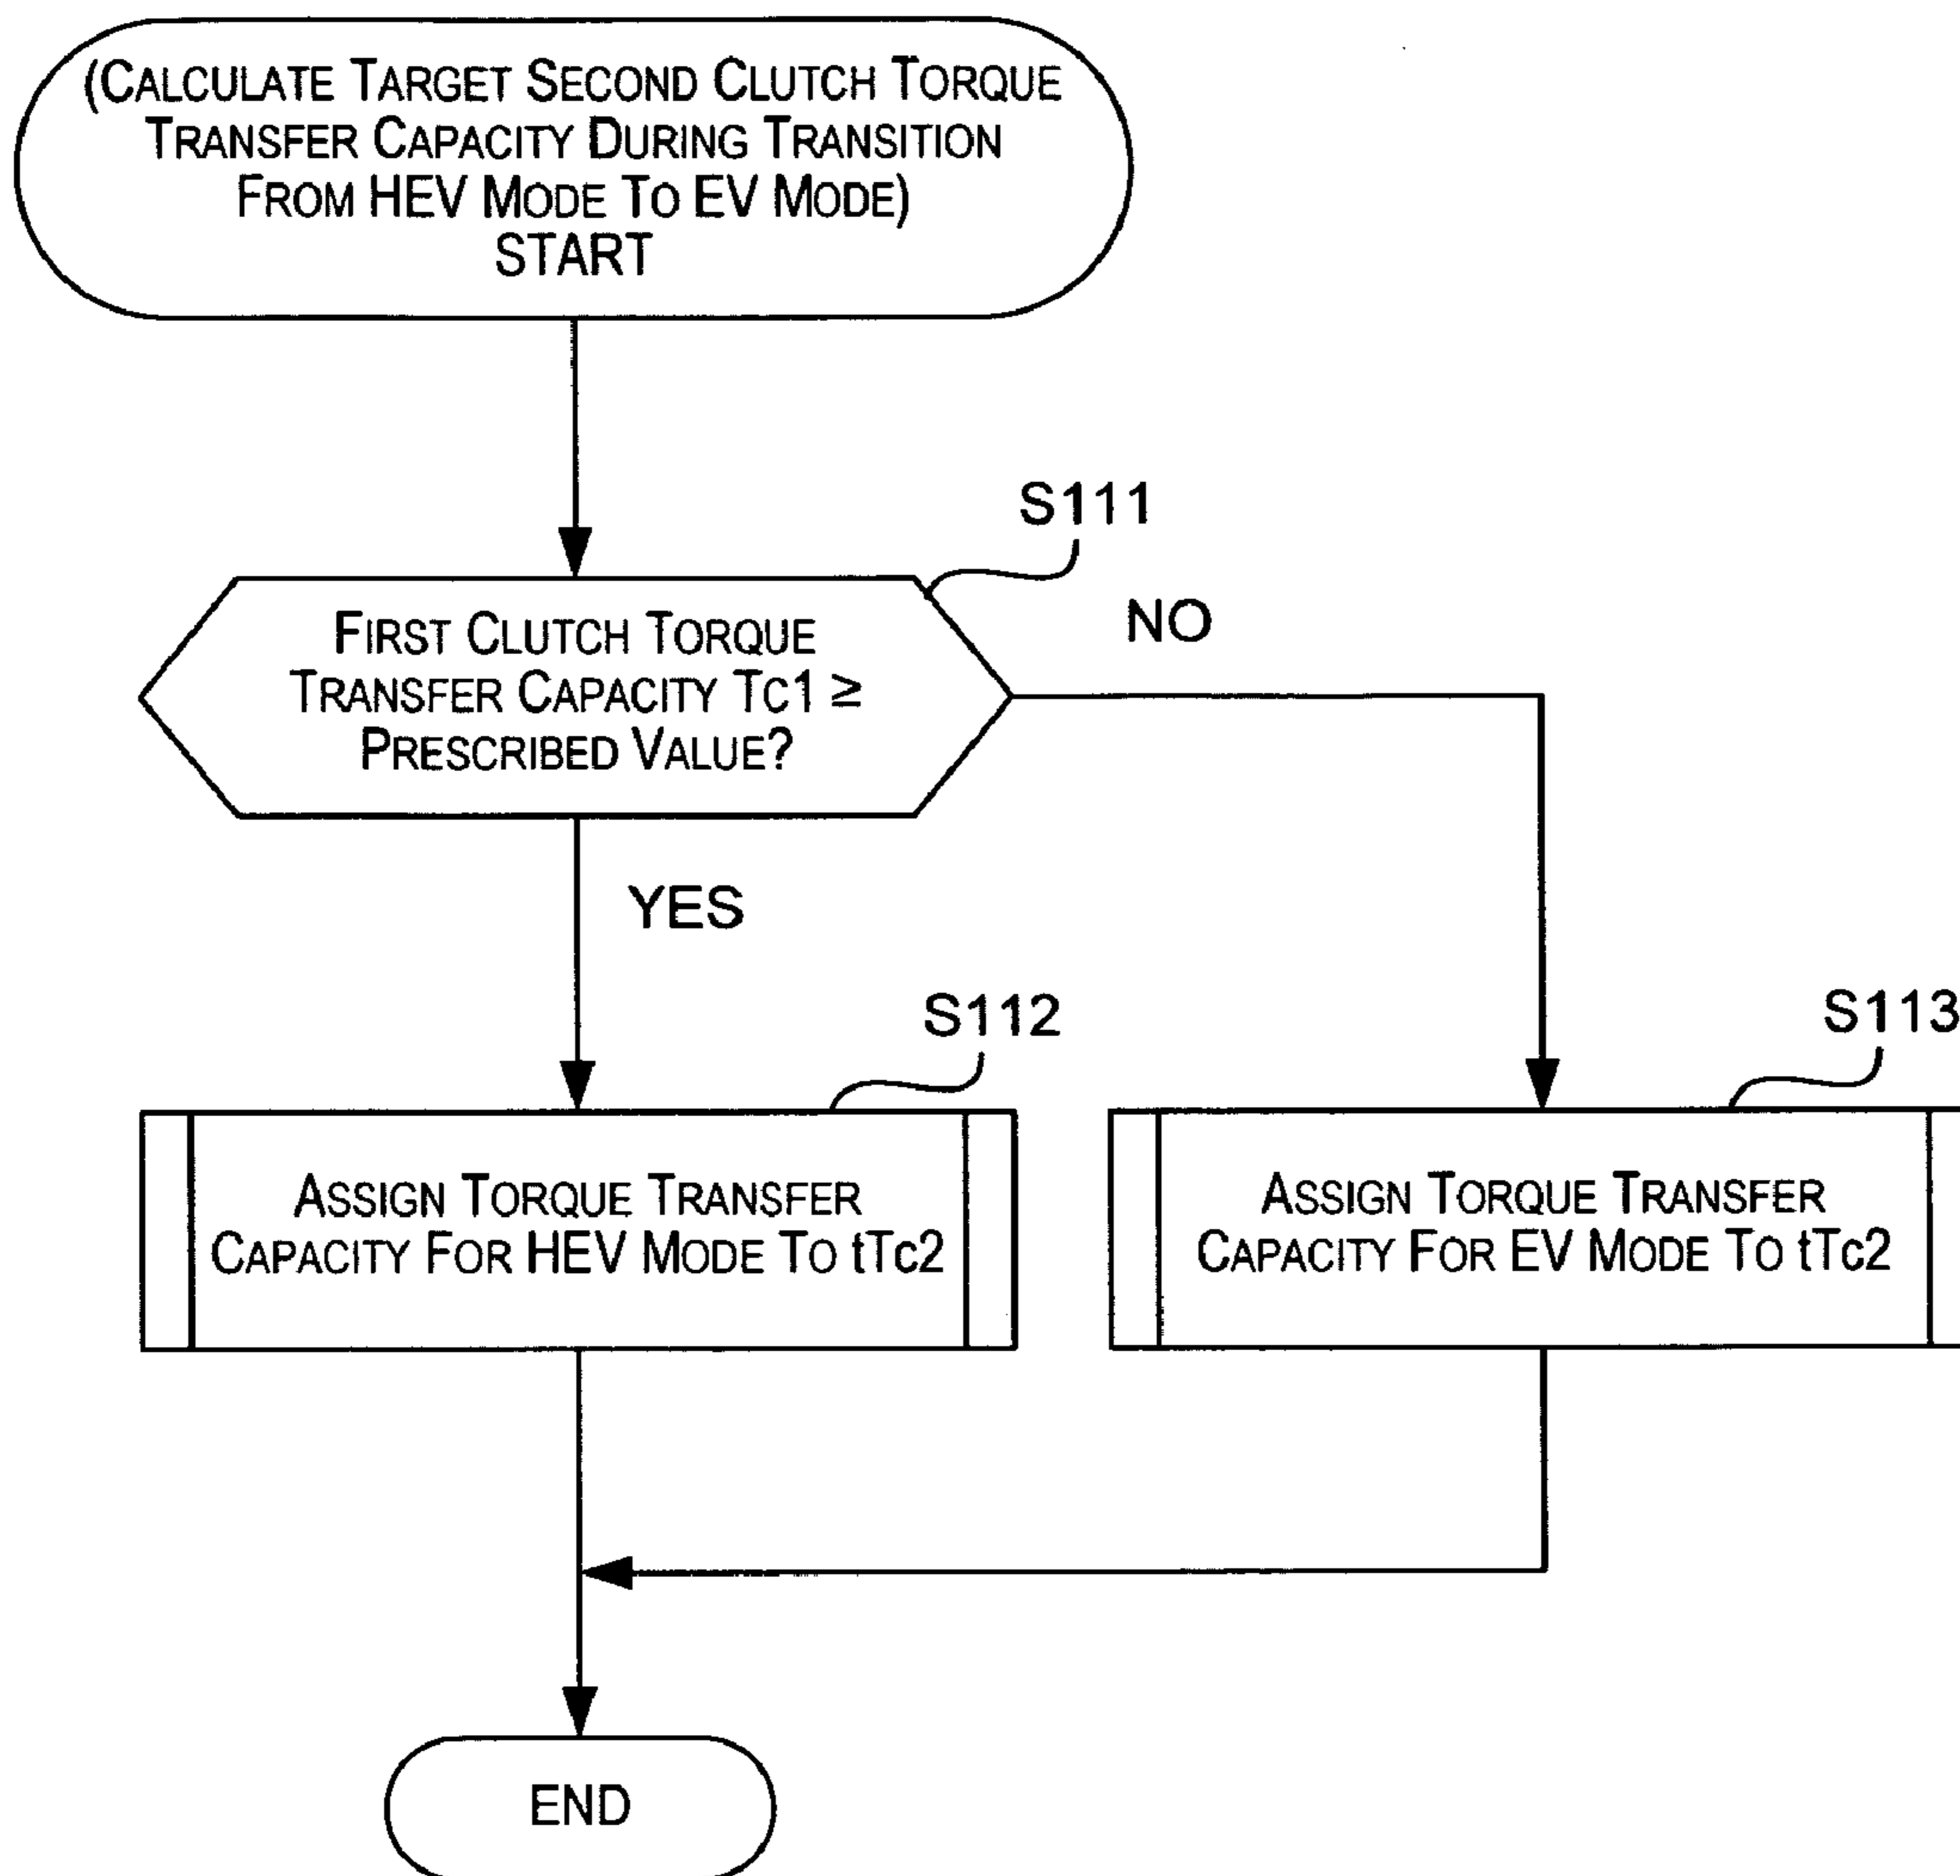 (CALCULATE TARGET SECOND CLUTCH TORQUE
TRANSFER CAPACITY DURING TRANSITION
FROM HEV MODE TO EV MODE)
START
S111
FIRST CLUTCH TORQUE
TRANSFER CAPACITY TC1 ≥
PRESCRIBED VALUE?
NO
YES
S112
S113
ASSIGN TORQUE TRANSFER
CAPACITY FOR HEV MODE TO tTc2
ASSIGN TORQUE TRANSFER
CAPACITY FOR EV MODE TO tTc2
END